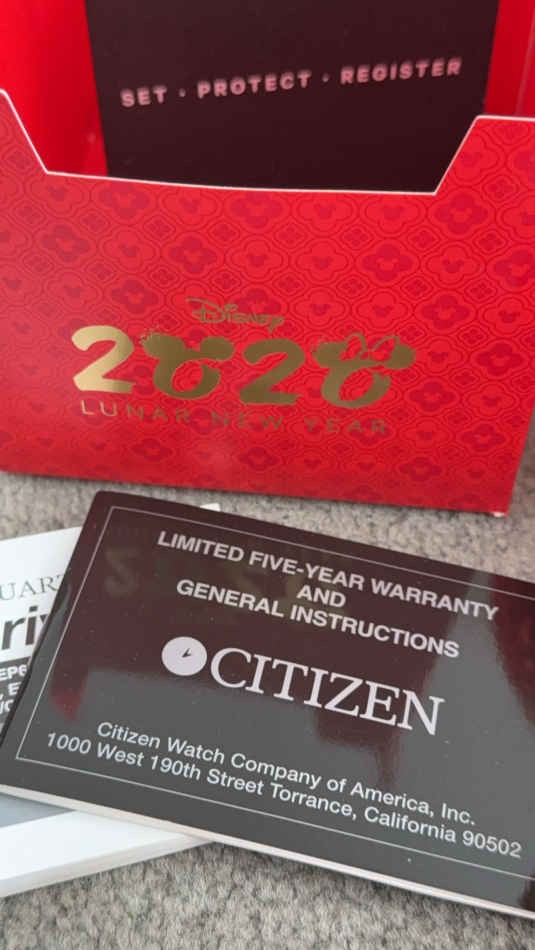 SET • PROTECT • REGISTER
Disney
2020
LUNAR NEW YEAR
LIMITED FIVE-YEAR WARRANTY
AND
GENERAL INSTRUCTIONS
CITIZEN
Citizen Watch Company of America, Inc.
1000 West 190th Street Torrance, California 90502